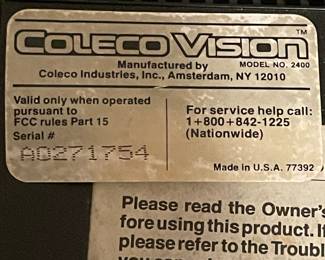 COLECO VISION™
Manufactured by MODEL NO. 2400
Coleco Industries, Inc., Amsterdam, NY 12010
Valid only when operated
pursuant to
FCC rules Part 15
Serial #
A0271754
For service help call:
1+800+842-1225
(Nationwide)
Made in U.S.A. 77392
Please read the Owner's
fore using this product. If
please refer to the Troubl
you